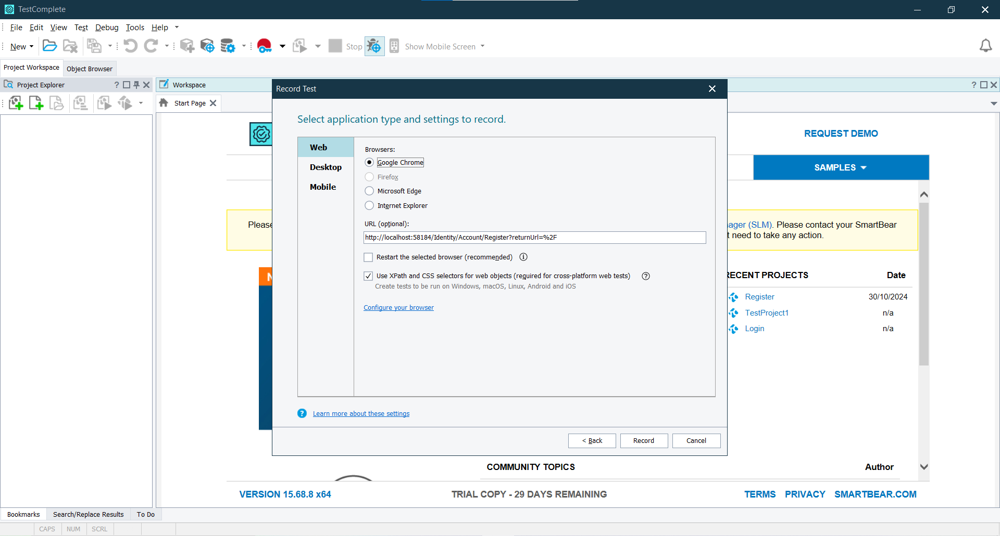 TestComplete
File Edit View Test Debug Tools Help
New Stop Show Mobile Screen
Project Workspace Object Browser
Project Explorer ?
Workspace ?
Start Page
Record Test
Select application type and settings to record.
Web
Desktop
Mobile
Browsers:
Google Chrome
Firefox
Microsoft Edge
Internet Explorer
URL (optional):
http://localhost:58184/Identity/Account/Register?returnUrl=%2F
Restart the selected browser (recommended)
Use XPath and CSS selectors for web objects (required for cross-platform web tests)
Create tests to be run on Windows, macOS, Linux, Android and iOS
Configure your browser
Learn more about these settings
< Back Record Cancel
REQUEST DEMO
SAMPLES
Please
ager (SLM). Please contact your SmartBear
t need to take any action.
RECENT PROJECTS Date
Register 30/10/2024
TestProject1 n/a
Login n/a
COMMUNITY TOPICS Author
VERSION 15.68.8 x64 TRIAL COPY - 29 DAYS REMAINING TERMS PRIVACY SMARTBEAR.COM
Bookmarks Search/Replace Results To Do
CAPS NUM SCRL